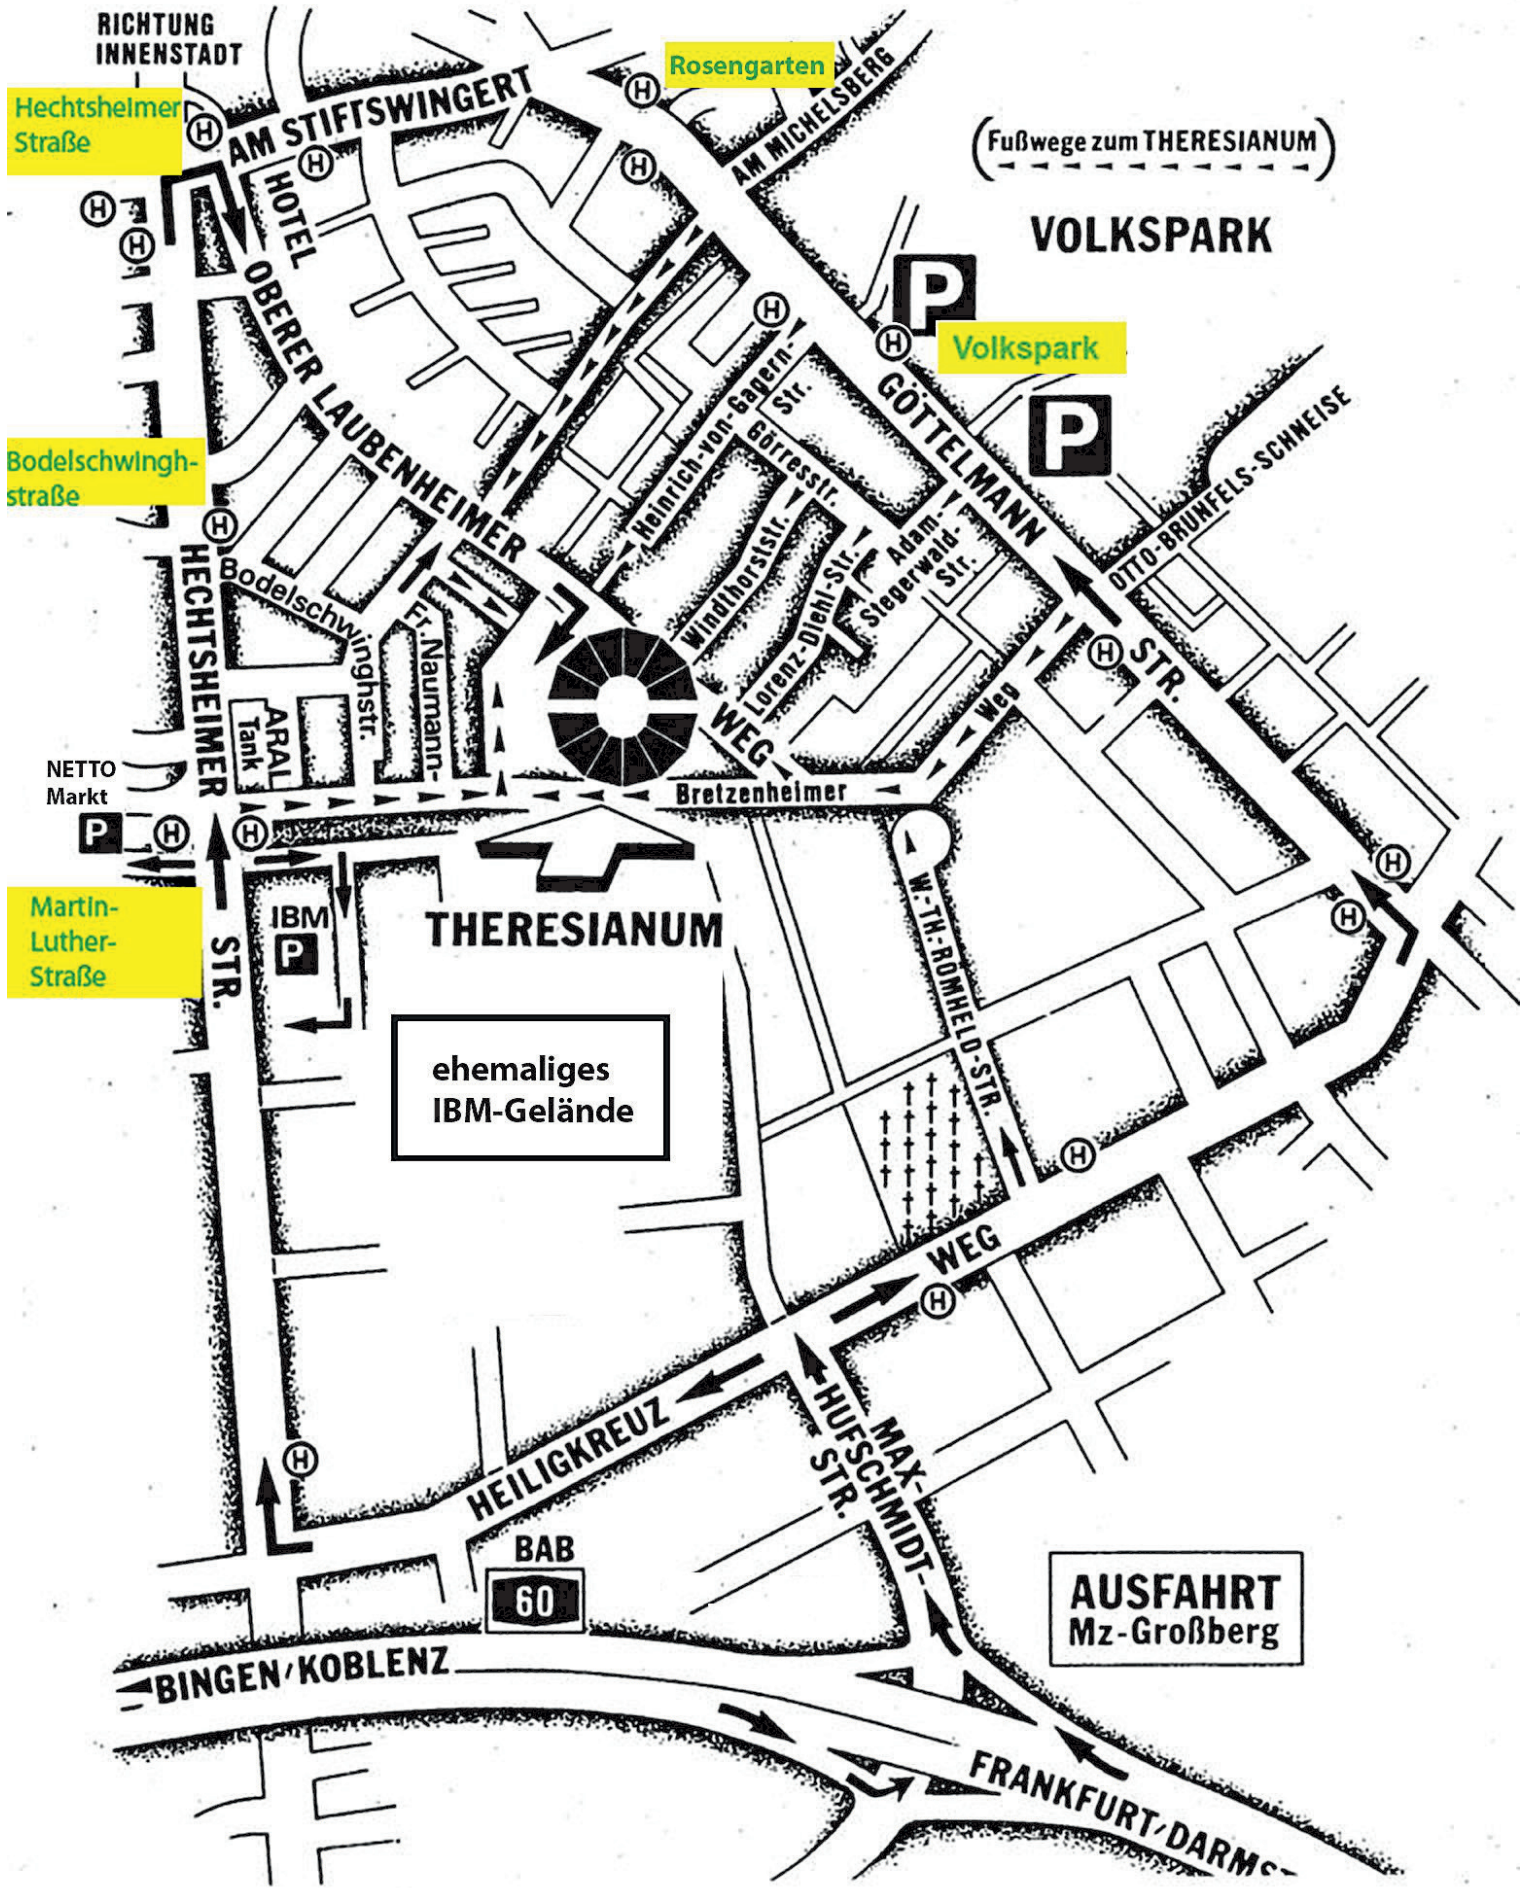 RICHTUNG
INNENSTADT
Hechtsheimer
Straße
H
AM STIFTSWINGERT
H
HOTEL
H
H
Rosengarten
H
H
AM MICHELSBERG
(Fußwege zum THERESIANUM)
VOLKSPARK
P
H
H
Volkspark
P
OBERER LAUBENHEIMER
WEG
GÖTTELMANN
STR.
OTTO-BRUNFELS-SCHNEISE
Heinrich-von-Gagern-
Str.
Görresstr.
Windthorststr.
Lorenz-Diehl-Str.
Adam-
Stegerwald-
Str.
Bodelschwingh-
straße
H
HECHTSHEIMER
STR.
Bodelschwinghstr.
Fr.Naumann-
ARAL
Tank
H
Weg
Bretzenheimer
NETTO
Markt
P
H
H
Martin-
Luther-
Straße
IBM
P
THERESIANUM
W.-TH.-ROMHELD-STR.
H
H
ehemaliges
IBM-Gelände
H
WEG
H
HEILIGKREUZ
H
MAX-
HUFSCHMIDT-
STR.
BAB
60
AUSFAHRT
Mz-Großberg
BINGEN/KOBLENZ
FRANKFURT/DARMST